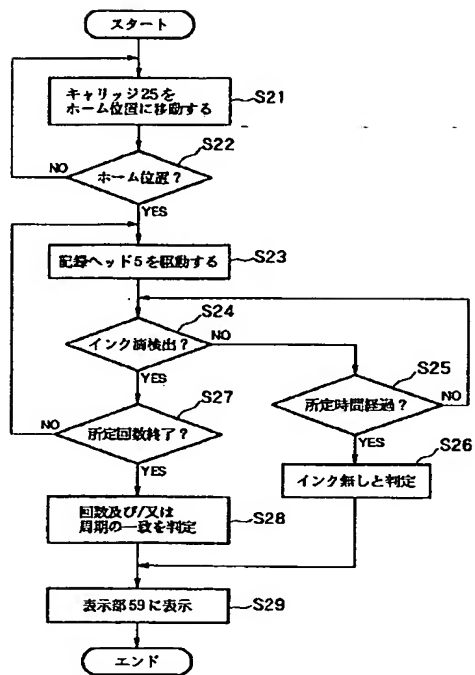 スタート
キャリッジ25を
ホーム位置に移動する
S21
S22
NO
ホーム位置？
YES
記録ヘッド5を駆動する
S23
S24
インク滴検出？
NO
YES
S25
所定時間経過？
NO
YES
S27
NO
所定回数終了？
YES
S26
インク無しと判定
回数及び/又は
周期の一致を判定
S28
表示部59に表示
S29
エンド